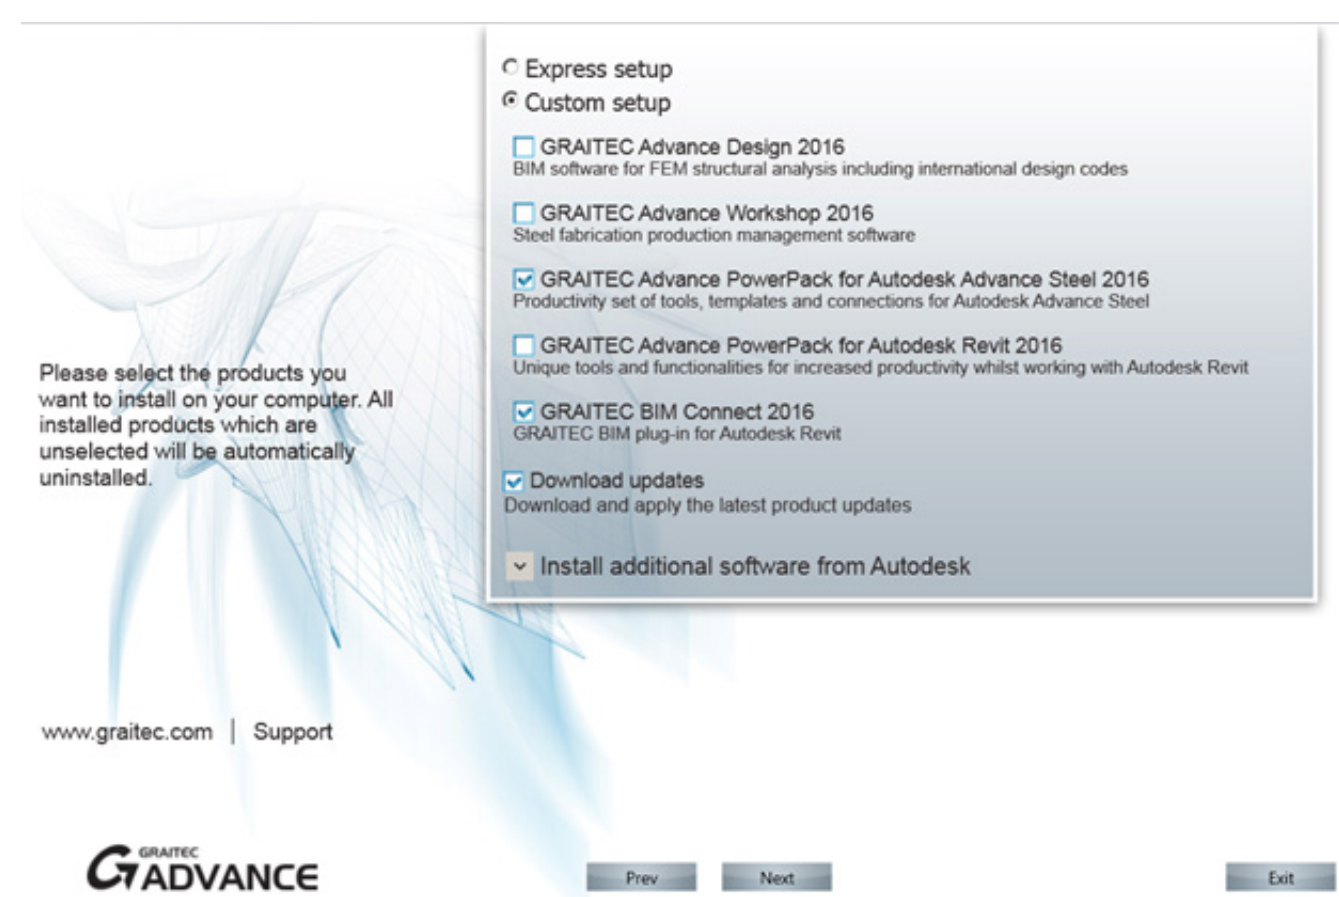 Express setup
Custom setup
GRAITEC Advance Design 2016
BIM software for FEM structural analysis including international design codes
GRAITEC Advance Workshop 2016
Steel fabrication production management software
GRAITEC Advance PowerPack for Autodesk Advance Steel 2016
Productivity set of tools, templates and connections for Autodesk Advance Steel
GRAITEC Advance PowerPack for Autodesk Revit 2016
Unique tools and functionalities for increased productivity whilst working with Autodesk Revit
GRAITEC BIM Connect 2016
GRAITEC BIM plug-in for Autodesk Revit
Download updates
Download and apply the latest product updates
Install additional software from Autodesk
Please select the products you
want to install on your computer. All
installed products which are
unselected will be automatically
uninstalled.
www.graitec.com | Support
GRAITEC
ADVANCE
Prev
Next
Exit